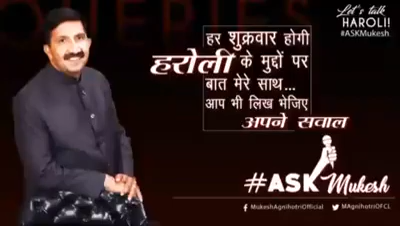 Let's talk
HAROLI!
#ASKMukesh
हर शुक्रवार होगी
हरोली के मुद्दों पर
बात मेरे साथ...
आप भी लिख भेजिए
अपने सवाल
#ASK Mukesh
MukeshAgnihotriOfficial
MAgnihotriOFCL